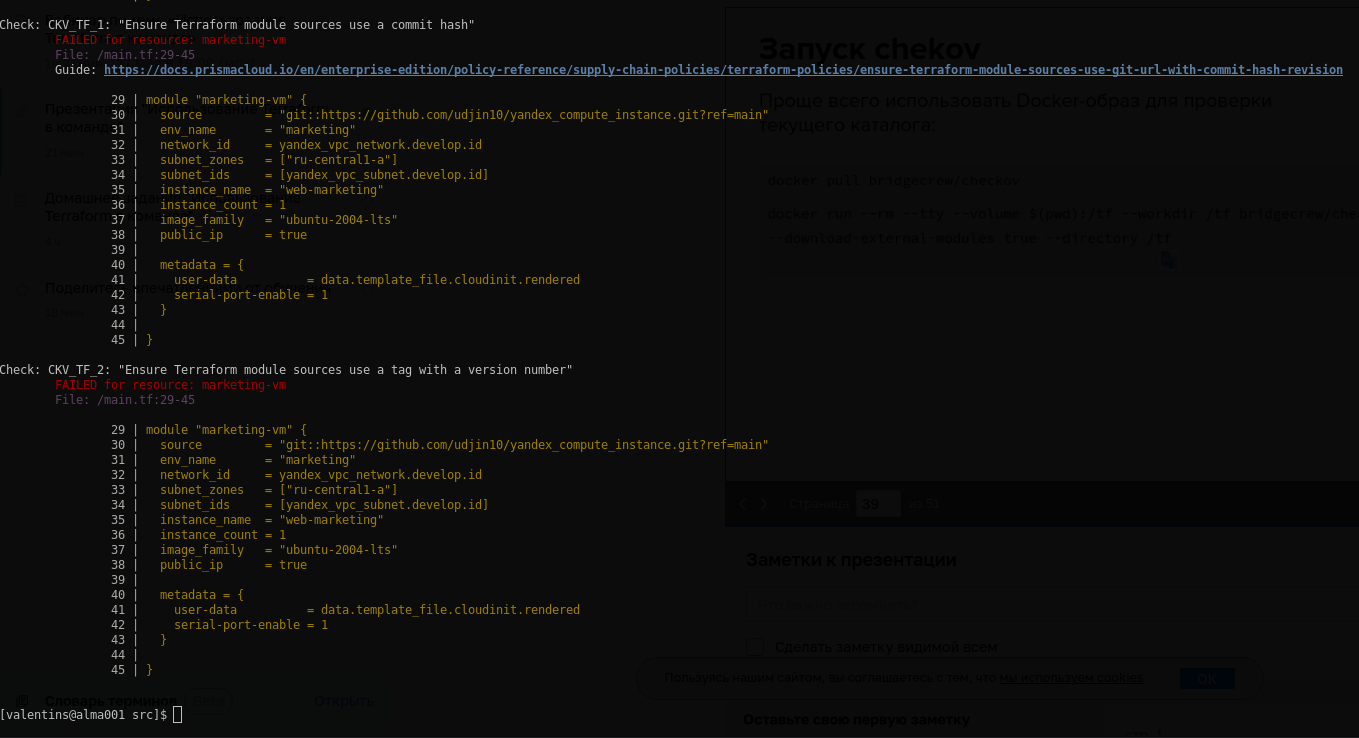 Check: CKV_TF_1: "Ensure Terraform module sources use a commit hash"
FAILED for resource: marketing-vm
File: /main.tf:29-45
Guide: https://docs.prismacloud.io/en/enterprise-edition/policy-reference/supply-chain-policies/terraform-policies/ensure-terraform-module-sources-use-git-url-with-commit-hash-revision
29 | module "marketing-vm" {
30 |   source         = "git::https://github.com/udjin10/yandex_compute_instance.git?ref=main"
31 |   env_name       = "marketing"
32 |   network_id     = yandex_vpc_network.develop.id
33 |   subnet_zones   = ["ru-central1-a"]
34 |   subnet_ids     = [yandex_vpc_subnet.develop.id]
35 |   instance_name  = "web-marketing"
36 |   instance_count = 1
37 |   image_family   = "ubuntu-2004-lts"
38 |   public_ip      = true
39 |
40 |   metadata = {
41 |     user-data          = data.template_file.cloudinit.rendered
42 |     serial-port-enable = 1
43 |   }
44 |
45 | }
Check: CKV_TF_2: "Ensure Terraform module sources use a tag with a version number"
FAILED for resource: marketing-vm
File: /main.tf:29-45
29 | module "marketing-vm" {
30 |   source         = "git::https://github.com/udjin10/yandex_compute_instance.git?ref=main"
31 |   env_name       = "marketing"
32 |   network_id     = yandex_vpc_network.develop.id
33 |   subnet_zones   = ["ru-central1-a"]
34 |   subnet_ids     = [yandex_vpc_subnet.develop.id]
35 |   instance_name  = "web-marketing"
36 |   instance_count = 1
37 |   image_family   = "ubuntu-2004-lts"
38 |   public_ip      = true
39 |
40 |   metadata = {
41 |     user-data          = data.template_file.cloudinit.rendered
42 |     serial-port-enable = 1
43 |   }
44 |
45 | }
[valentins@alma001 src]$
Запуск chekov
Проще всего использовать Docker-образ для проверки
текущего каталога:
docker pull bridgecrew/checkov
docker run --rm --tty --volume $(pwd):/tf --workdir /tf
--download-external-modules true --directory /tf
Страница 39 из 51
Заметки к презентации
Сделать заметку видимой всем
Пользуясь нашим сайтом, вы соглашаетесь с тем, что мы используем cookies
OK
Оставьте свою первую заметку
Словарь терминов Beta Открыть